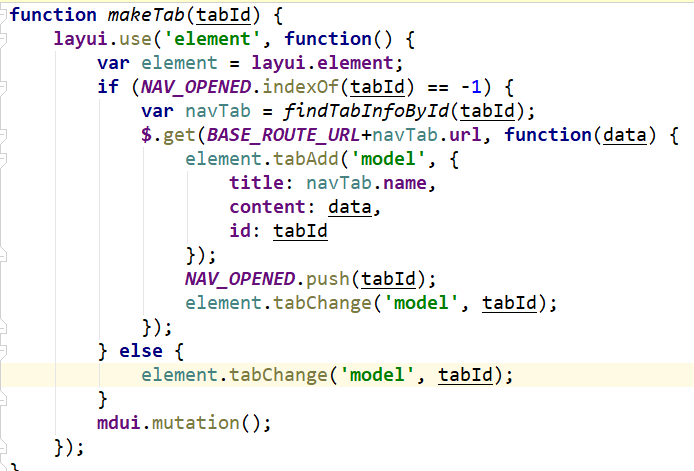 function makeTab(tabId) {
    layui.use('element', function() {
        var element = layui.element;
        if (NAV_OPENED.indexOf(tabId) == -1) {
            var navTab = findTabInfoById(tabId);
            $.get(BASE_ROUTE_URL+navTab.url, function(data) {
                element.tabAdd('model', {
                    title: navTab.name,
                    content: data,
                    id: tabId
                });
                NAV_OPENED.push(tabId);
                element.tabChange('model', tabId);
            });
        } else {
            element.tabChange('model', tabId);
        }
        mdui.mutation();
    });
}